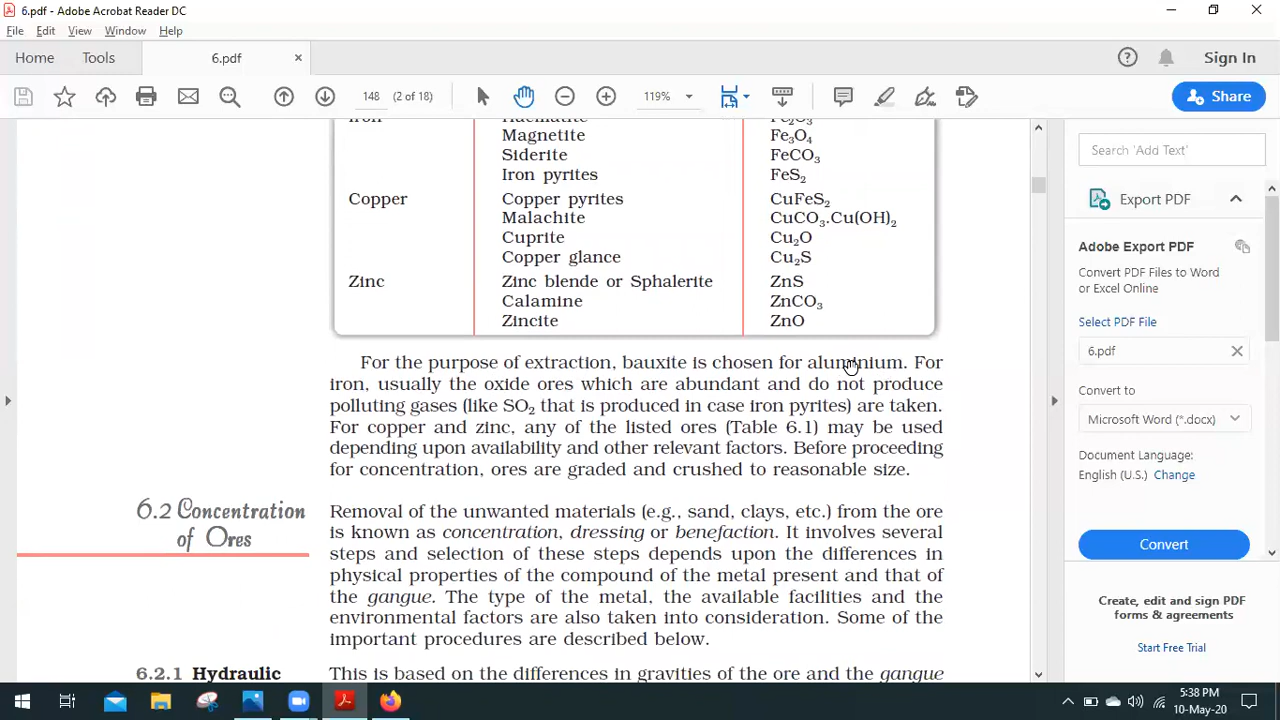 6.pdf - Adobe Acrobat Reader DC
File Edit View Window Help
Home Tools 6.pdf × Sign In
148 (2 of 18) 119% Share
Iron Haematite Fe₂O₃
Magnetite Fe₃O₄
Siderite FeCO₃
Iron pyrites FeS₂
Copper Copper pyrites CuFeS₂
Malachite CuCO₃.Cu(OH)₂
Cuprite Cu₂O
Copper glance Cu₂S
Zinc Zinc blende or Sphalerite ZnS
Calamine ZnCO₃
Zincite ZnO
For the purpose of extraction, bauxite is chosen for aluminium. For
iron, usually the oxide ores which are abundant and do not produce
polluting gases (like SO₂ that is produced in case iron pyrites) are taken.
For copper and zinc, any of the listed ores (Table 6.1) may be used
depending upon availability and other relevant factors. Before proceeding
for concentration, ores are graded and crushed to reasonable size.
6.2 Concentration
of Ores
Removal of the unwanted materials (e.g., sand, clays, etc.) from the ore
is known as concentration, dressing or benefaction. It involves several
steps and selection of these steps depends upon the differences in
physical properties of the compound of the metal present and that of
the gangue. The type of the metal, the available facilities and the
environmental factors are also taken into consideration. Some of the
important procedures are described below.
6.2.1 Hydraulic
This is based on the differences in gravities of the ore and the gangue
Search 'Add Text'
Export PDF
Adobe Export PDF
Convert PDF Files to Word
or Excel Online
Select PDF File
6.pdf
Convert to
Microsoft Word (*.docx)
Document Language:
English (U.S.) Change
Convert
Create, edit and sign PDF
forms & agreements
Start Free Trial
5:38 PM
10-May-20